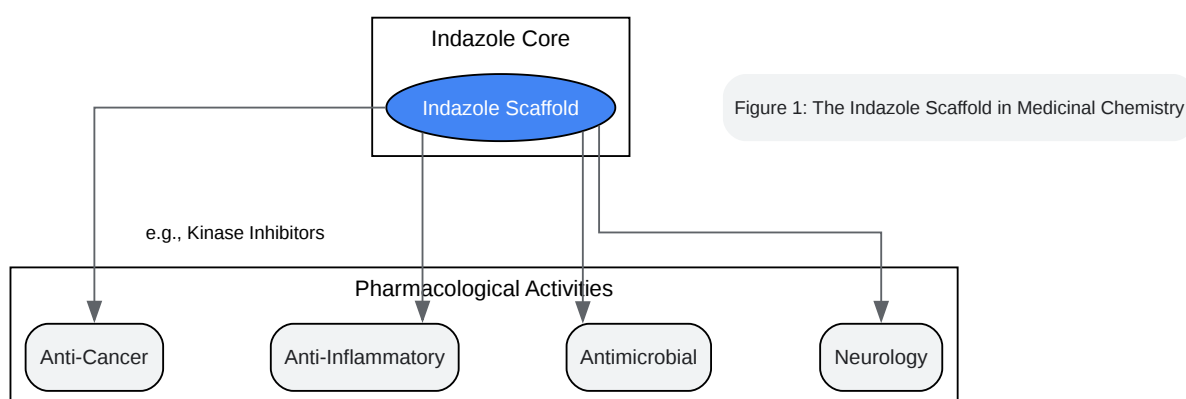 Indazole Core
Indazole Scaffold
Figure 1: The Indazole Scaffold in Medicinal Chemistry
e.g., Kinase Inhibitors
Pharmacological Activities
Anti-Cancer
Anti-Inflammatory
Antimicrobial
Neurology